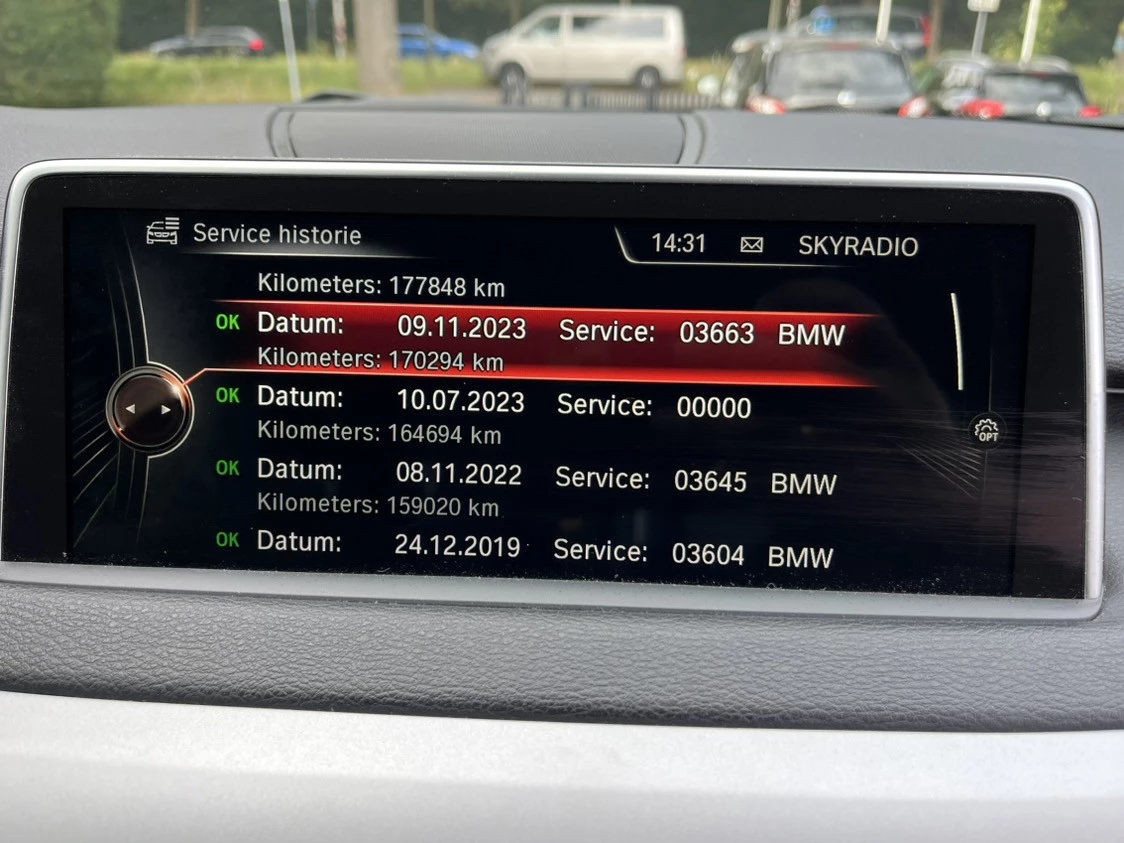 Service historie
14:31 SKYRADIO
Kilometers: 177848 km
OK Datum: 09.11.2023 Service: 03663 BMW
Kilometers: 170294 km
OK Datum: 10.07.2023 Service: 00000
Kilometers: 164694 km
OPT
OK Datum: 08.11.2022 Service: 03645 BMW
Kilometers: 159020 km
OK Datum: 24.12.2019 Service: 03604 BMW